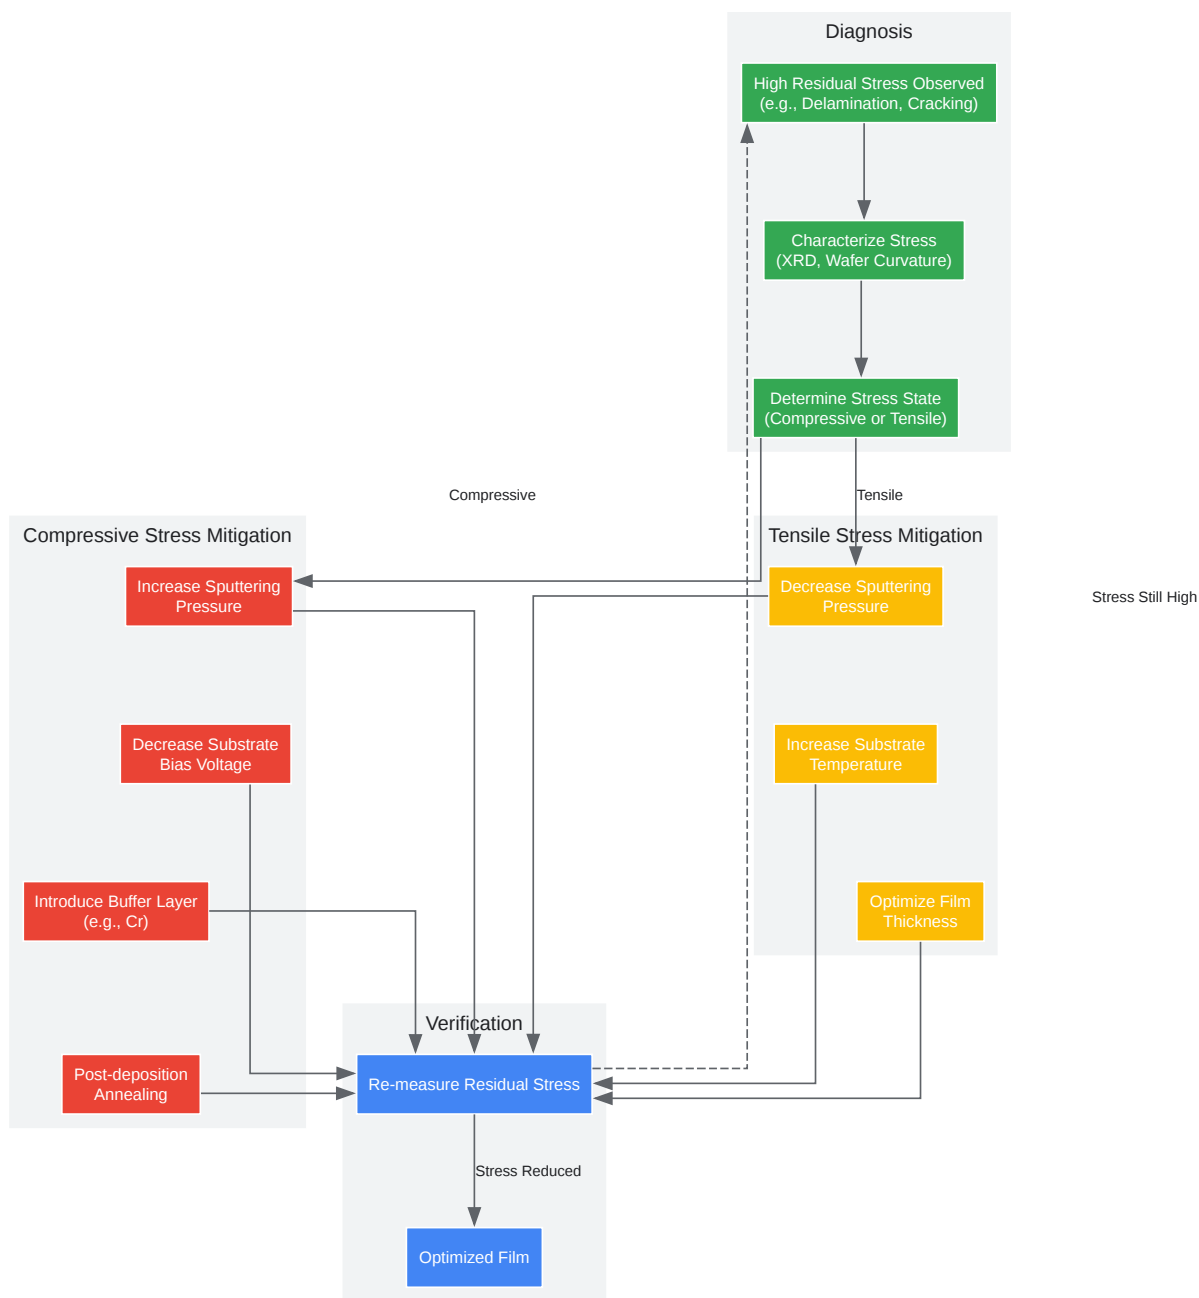 Diagnosis
High Residual Stress Observed
(e.g., Delamination, Cracking)
Characterize Stress
(XRD, Wafer Curvature)
Determine Stress State
(Compressive or Tensile)
Compressive
Tensile
Compressive Stress Mitigation
Tensile Stress Mitigation
Increase Sputtering
Pressure
Decrease Sputtering
Pressure
Stress Still High
Decrease Substrate
Bias Voltage
Increase Substrate
Temperature
Introduce Buffer Layer
(e.g., Cr)
Optimize Film
Thickness
Verification
Post-deposition
Annealing
Re-measure Residual Stress
Stress Reduced
Optimized Film